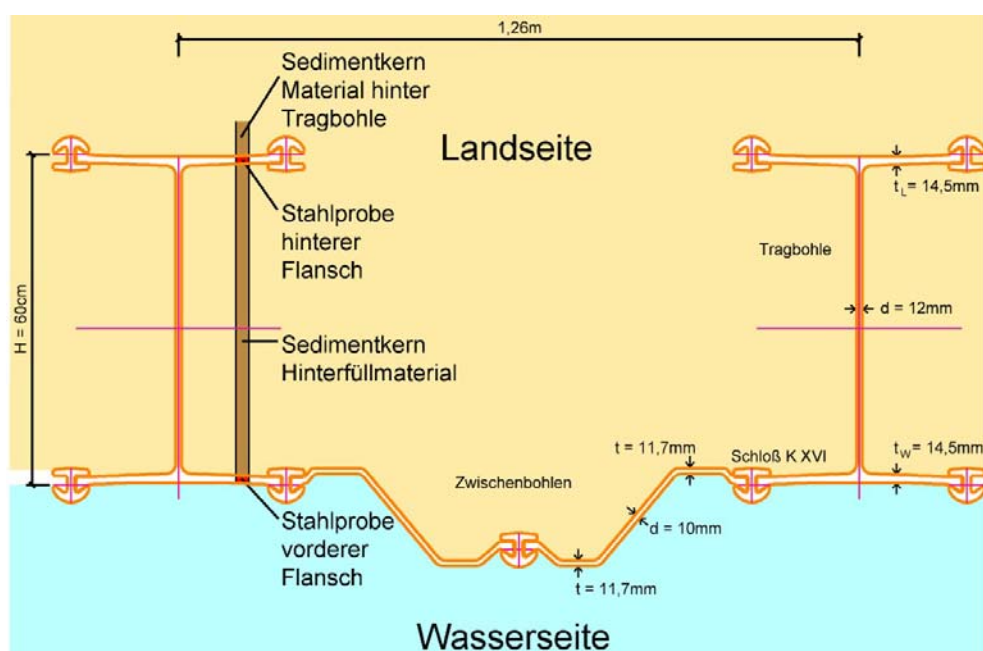 1,26m
Sedimentkern
Material hinter
Tragbohle
Landseite
t_L = 14,5mm
Stahlprobe
hinterer
Flansch
Tragbohle
H = 60cm
d = 12mm
Sedimentkern
Hinterfüllmaterial
t = 11,7mm
Schloß K XVI
t_W = 14,5mm
Zwischenbohlen
Stahlprobe
vorderer
Flansch
d = 10mm
t = 11,7mm
Wasserseite